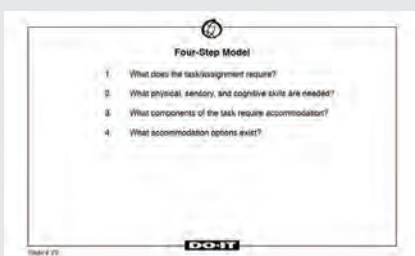 Four-Step Model
1. What does the task/assignment require?
2. What physical, sensory, and cognitive skills are needed?
3. What components of the task require accommodation?
4. What accommodation options exist?
DO-IT